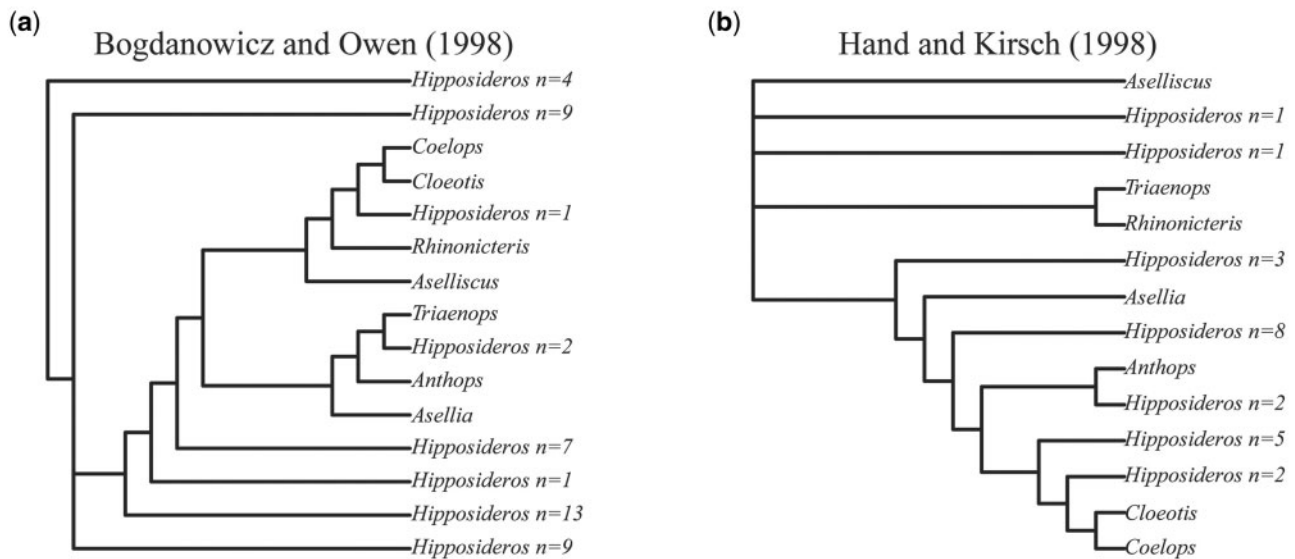 (a)
Bogdanowicz and Owen (1998)
Hipposideros n=4
Hipposideros n=9
Coelops
Cloeotis
Hipposideros n=1
Rhinonicteris
Aselliscus
Triaenops
Hipposideros n=2
Anthops
Asellia
Hipposideros n=7
Hipposideros n=1
Hipposideros n=13
Hipposideros n=9
(b)
Hand and Kirsch (1998)
Aselliscus
Hipposideros n=1
Hipposideros n=1
Triaenops
Rhinonicteris
Hipposideros n=3
Asellia
Hipposideros n=8
Anthops
Hipposideros n=2
Hipposideros n=5
Hipposideros n=2
Cloeotis
Coelops